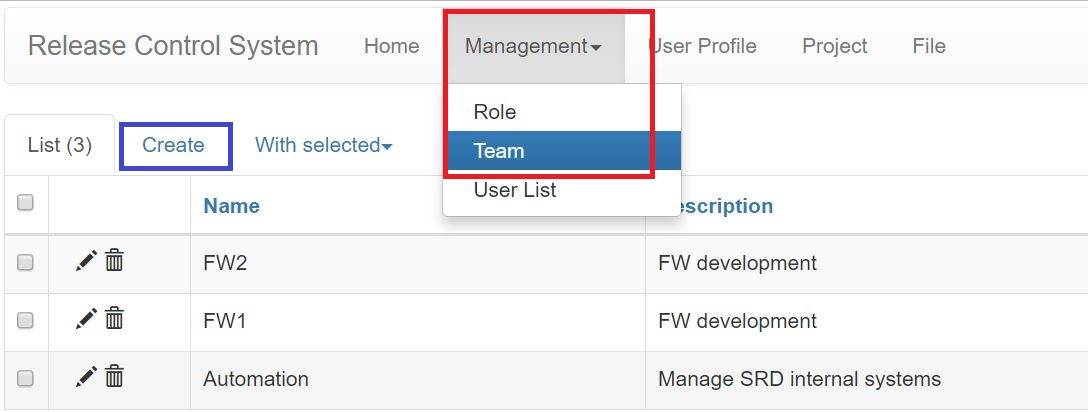 Release Control System Home Management User Profile Project File
Role
Team
User List
List (3) Create With selected
Name Description
FW2 FW development
FW1 FW development
Automation Manage SRD internal systems